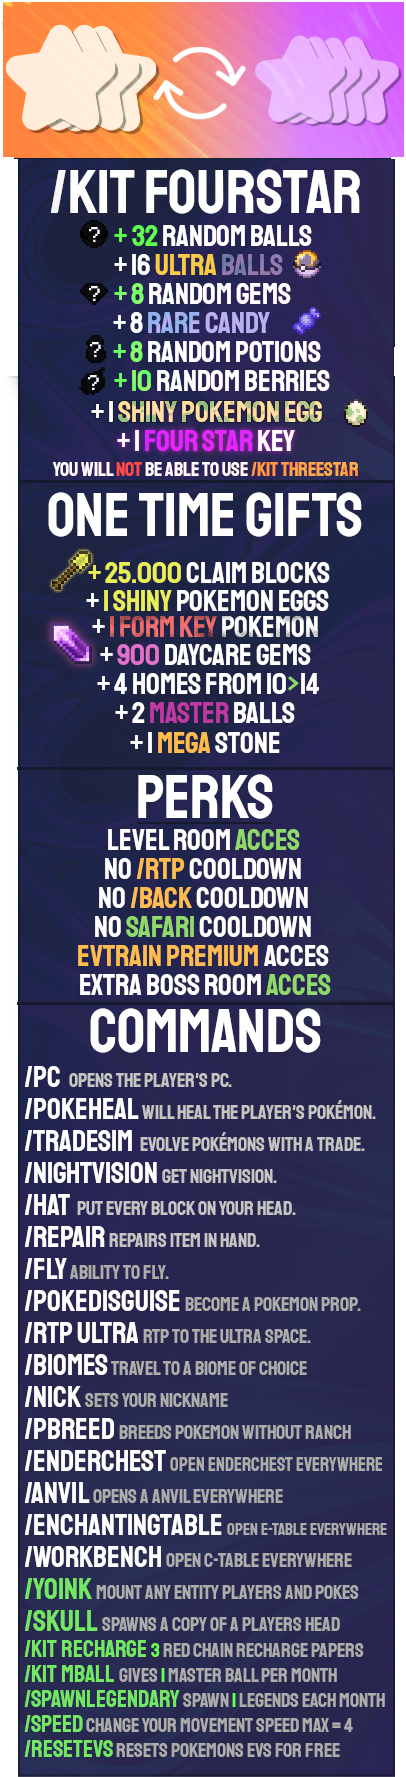 /KIT FOURSTAR
? + 32 RANDOM BALLS
+ 16 ULTRA BALLS
? + 8 RANDOM GEMS
+ 8 RARE CANDY
? + 8 RANDOM POTIONS
? + 10 RANDOM BERRIES
+ 1 SHINY POKEMON EGG
+ 1 FOUR STAR KEY
YOU WILL NOT BE ABLE TO USE /KIT THREESTAR
ONE TIME GIFTS
+ 25.000 CLAIM BLOCKS
+ 1 SHINY POKEMON EGGS
+ 1 FORM KEY POKEMON
+ 900 DAYCARE GEMS
+ 4 HOMES FROM 10>14
+ 2 MASTER BALLS
+ 1 MEGA STONE
PERKS
LEVEL ROOM ACCES
NO /RTP COOLDOWN
NO /BACK COOLDOWN
NO SAFARI COOLDOWN
EVTRAIN PREMIUM ACCES
EXTRA BOSS ROOM ACCES
COMMANDS
/PC OPENS THE PLAYER'S PC.
/POKEHEAL WILL HEAL THE PLAYER'S POKÉMON.
/TRADESIM EVOLVE POKÉMONS WITH A TRADE.
/NIGHTVISION GET NIGHTVISION.
/HAT PUT EVERY BLOCK ON YOUR HEAD.
/REPAIR REPAIRS ITEM IN HAND.
/FLY ABILITY TO FLY.
/POKEDISGUISE BECOME A POKEMON PROP.
/RTP ULTRA RTP TO THE ULTRA SPACE.
/BIOMES TRAVEL TO A BIOME OF CHOICE
/NICK SETS YOUR NICKNAME
/PBREED BREEDS POKEMON WITHOUT RANCH
/ENDERCHEST OPEN ENDERCHEST EVERYWHERE
/ANVIL OPENS A ANVIL EVERYWHERE
/ENCHANTINGTABLE OPEN E-TABLE EVERYWHERE
/WORKBENCH OPEN C-TABLE EVERYWHERE
/YOINK MOUNT ANY ENTITY PLAYERS AND POKES
/SKULL SPAWNS A COPY OF A PLAYERS HEAD
/KIT RECHARGE 3 RED CHAIN RECHARGE PAPERS
/KIT MBALL GIVES 1 MASTER BALL PER MONTH
/SPAWNLEGENDARY SPAWN 1 LEGENDS EACH MONTH
/SPEED CHANGE YOUR MOVEMENT SPEED MAX = 4
/RESETEVS RESETS POKEMONS EVS FOR FREE